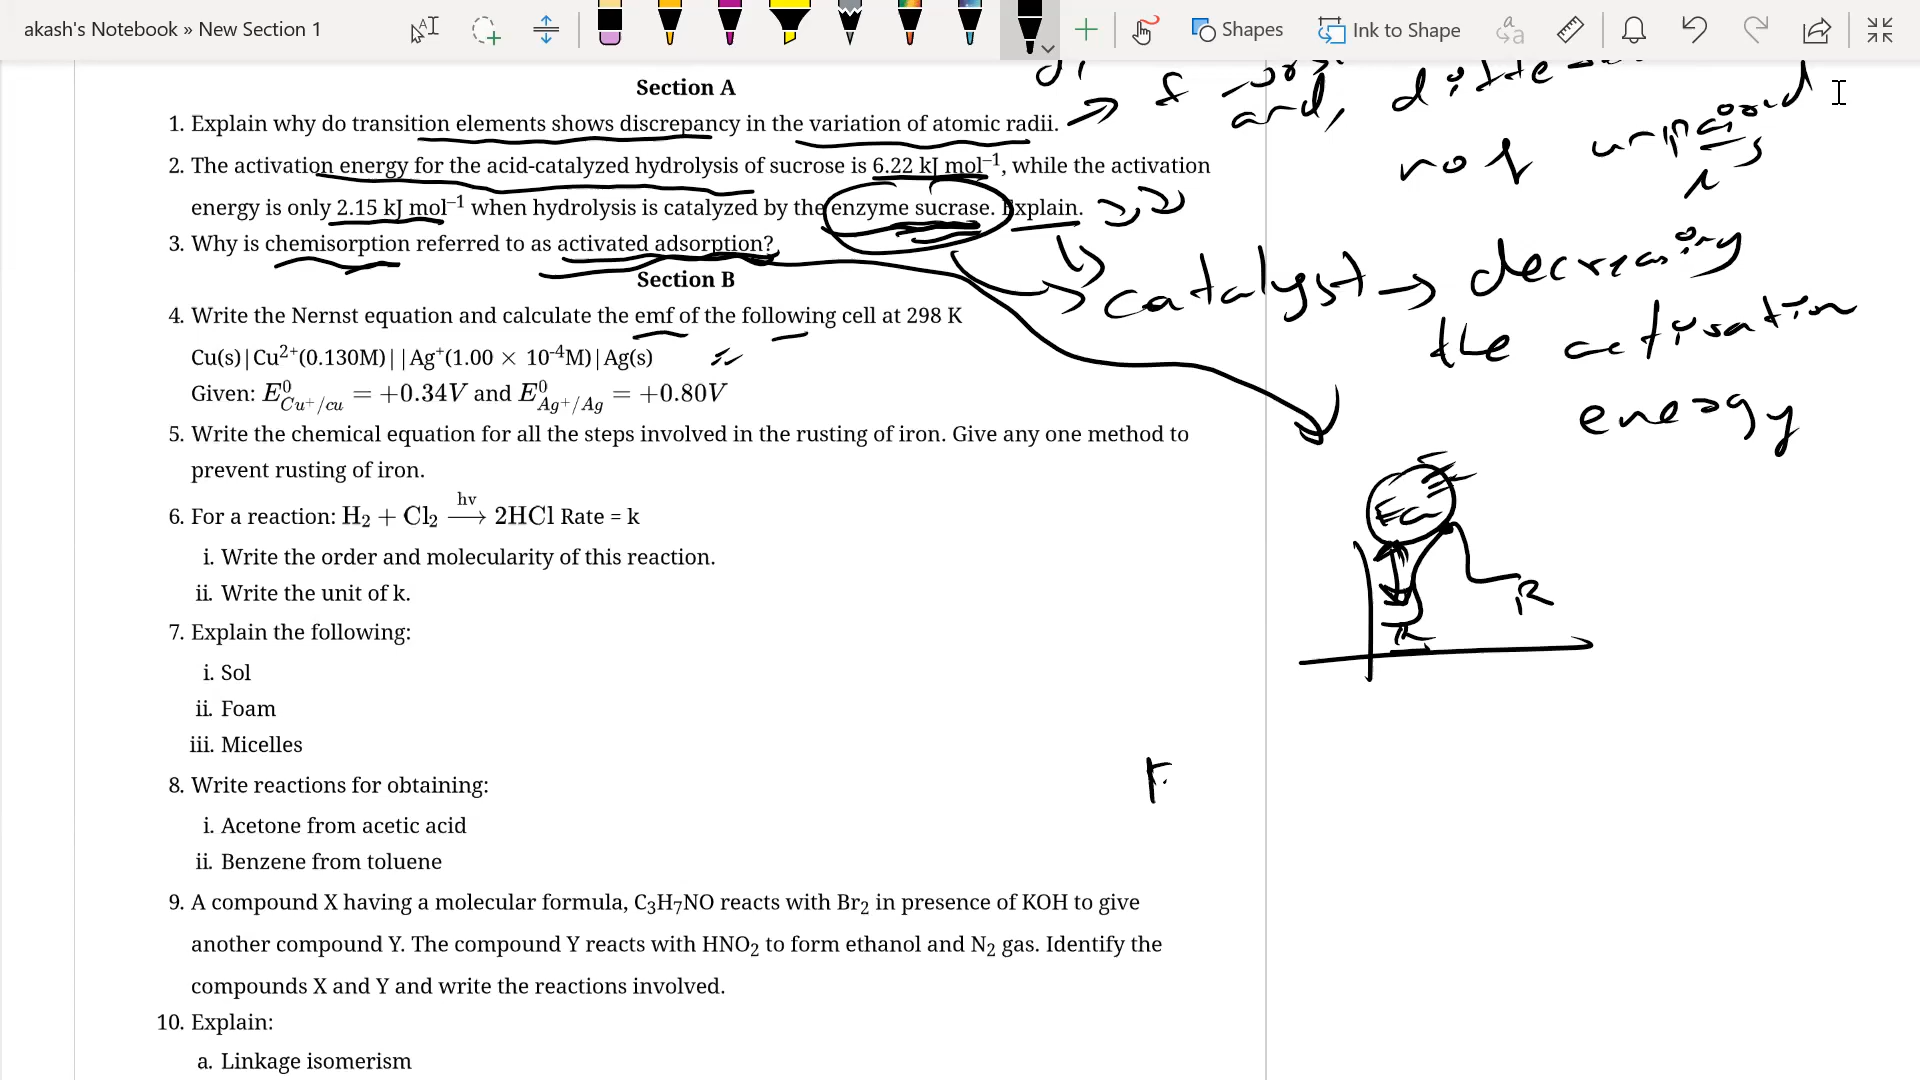 akash's Notebook » New Section 1
Shapes
Ink to Shape
Section A
1. Explain why do transition elements shows discrepancy in the variation of atomic radii.
2. The activation energy for the acid-catalyzed hydrolysis of sucrose is 6.22 kJ mol⁻¹, while the activation
energy is only 2.15 kJ mol⁻¹ when hydrolysis is catalyzed by the enzyme sucrase. Explain.
3. Why is chemisorption referred to as activated adsorption?
Section B
4. Write the Nernst equation and calculate the emf of the following cell at 298 K
Cu(s)|Cu²⁺(0.130M)||Ag⁺(1.00 × 10⁻⁴M)|Ag(s)
Given: E⁰Cu⁺/cu = +0.34V and E⁰Ag⁺/Ag = +0.80V
5. Write the chemical equation for all the steps involved in the rusting of iron. Give any one method to
prevent rusting of iron.
6. For a reaction: H₂ + Cl₂ hv ⟶ 2HCl Rate = k
i. Write the order and molecularity of this reaction.
ii. Write the unit of k.
7. Explain the following:
i. Sol
ii. Foam
iii. Micelles
8. Write reactions for obtaining:
i. Acetone from acetic acid
ii. Benzene from toluene
9. A compound X having a molecular formula, C₃H₇NO reacts with Br₂ in presence of KOH to give
another compound Y. The compound Y reacts with HNO₂ to form ethanol and N₂ gas. Identify the
compounds X and Y and write the reactions involved.
10. Explain:
a. Linkage isomerism
and,
no of unpaired
catalyst → decreasing
the activation
energy
Ea
R
R